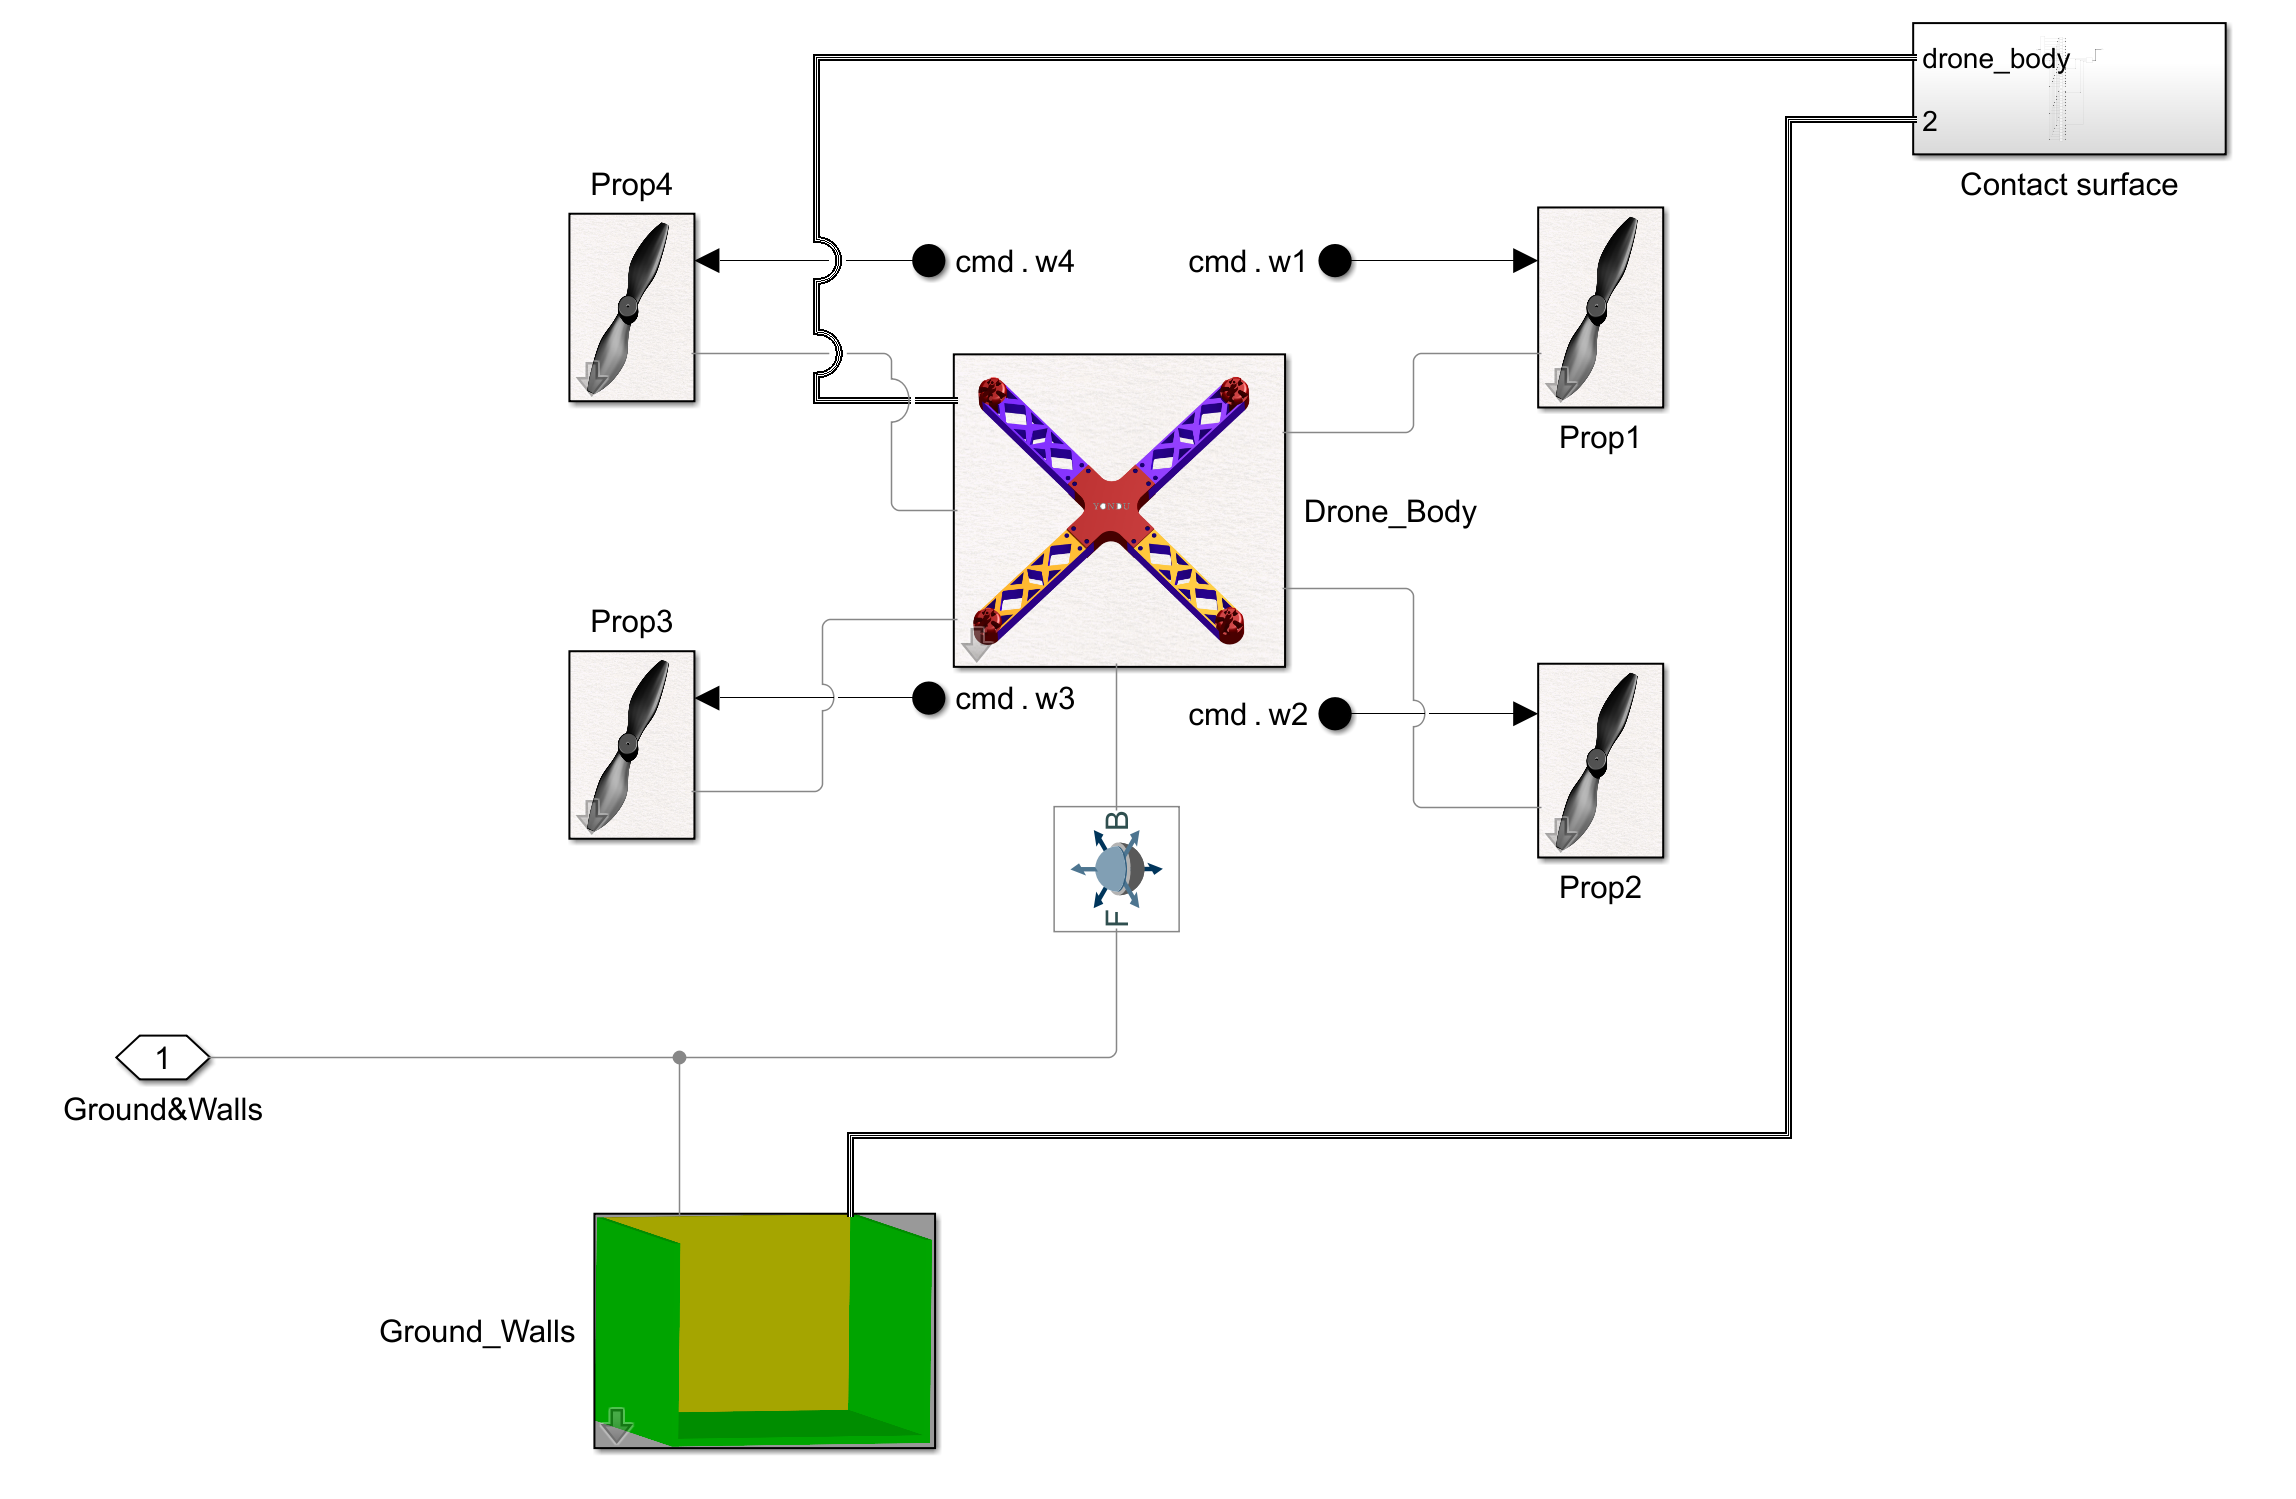 drone_body
2
Contact surface
Prop4
cmd . w4
cmd . w1
Prop1
YONDU
Drone_Body
Prop3
cmd . w3
cmd . w2
Prop2
B
F
1
Ground&Walls
Ground_Walls